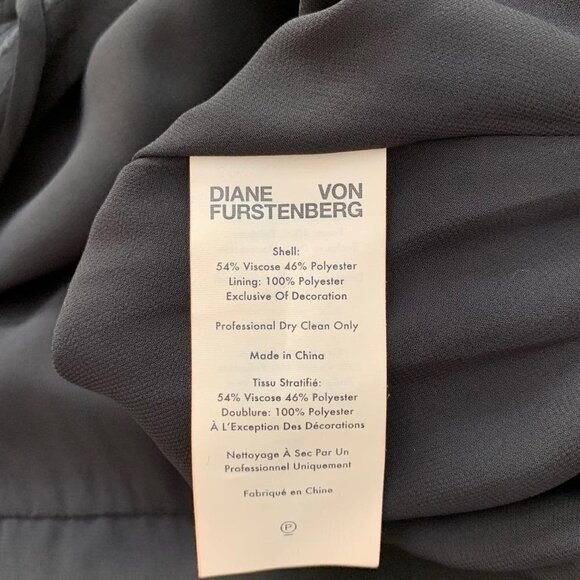 DIANE VON
FURSTENBERG
Shell:
54% Viscose 46% Polyester
Lining: 100% Polyester
Exclusive Of Decoration
Professional Dry Clean Only
Made in China
Tissu Stratifié:
54% Viscose 46% Polyester
Doublure: 100% Polyester
À L'Exception Des Décorations
Nettoyage À Sec Par Un
Professionnel Uniquement
Fabriqué en Chine
P